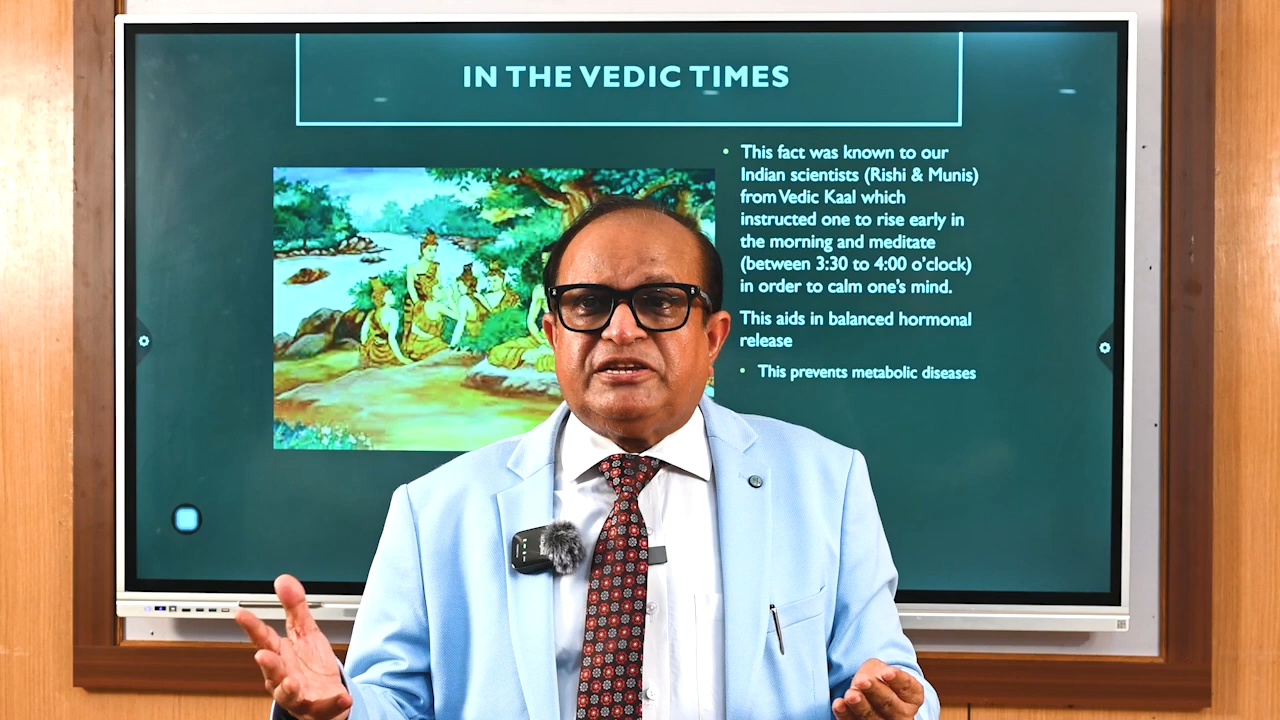 IN THE VEDIC TIMES
• This fact was known to our
Indian scientists (Rishi & Munis)
from Vedic Kaal which
instructed one to rise early in
the morning and meditate
(between 3:30 to 4:00 o'clock)
in order to calm one's mind.
This aids in balanced hormonal
release
• This prevents metabolic diseases